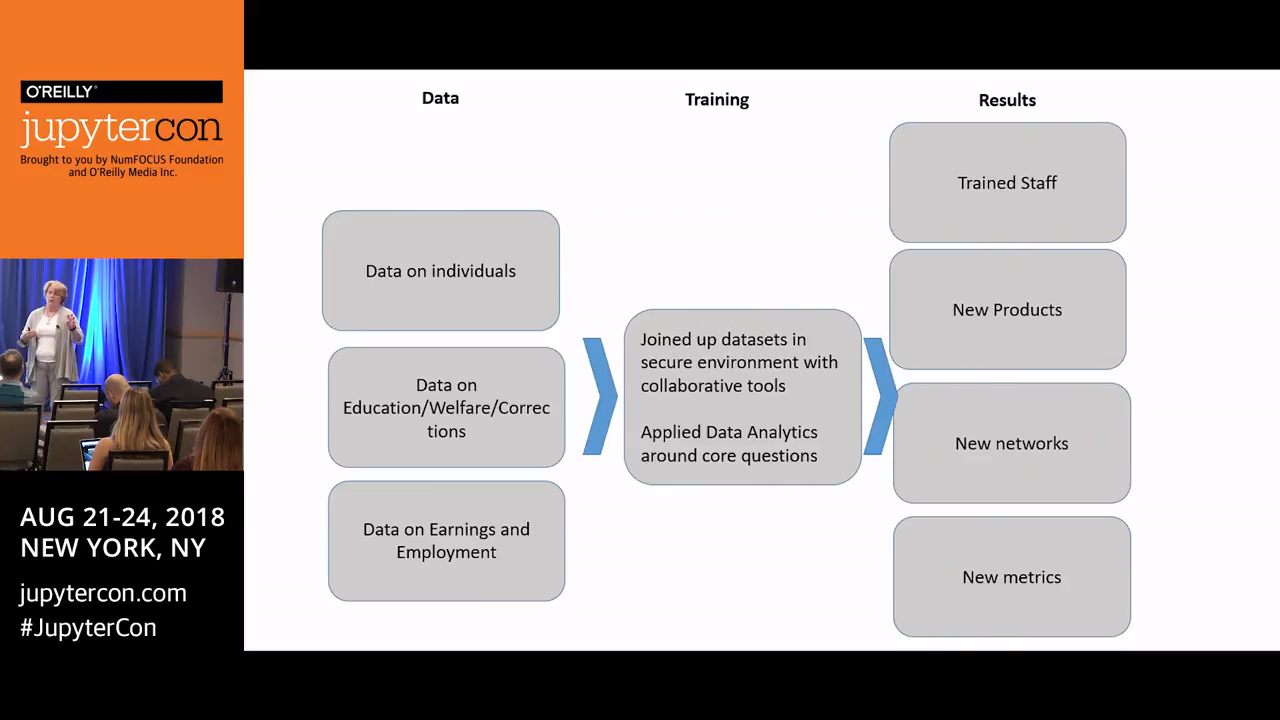 O'REILLY®
jupytercon
Brought to you by NumFOCUS Foundation
and O'Reilly Media Inc.
AUG 21-24, 2018
NEW YORK, NY
jupytercon.com
#JupyterCon
Data
Data on individuals
Data on
Education/Welfare/Correc
tions
Data on Earnings and
Employment
Training
Joined up datasets in
secure environment with
collaborative tools
Applied Data Analytics
around core questions
Results
Trained Staff
New Products
New networks
New metrics